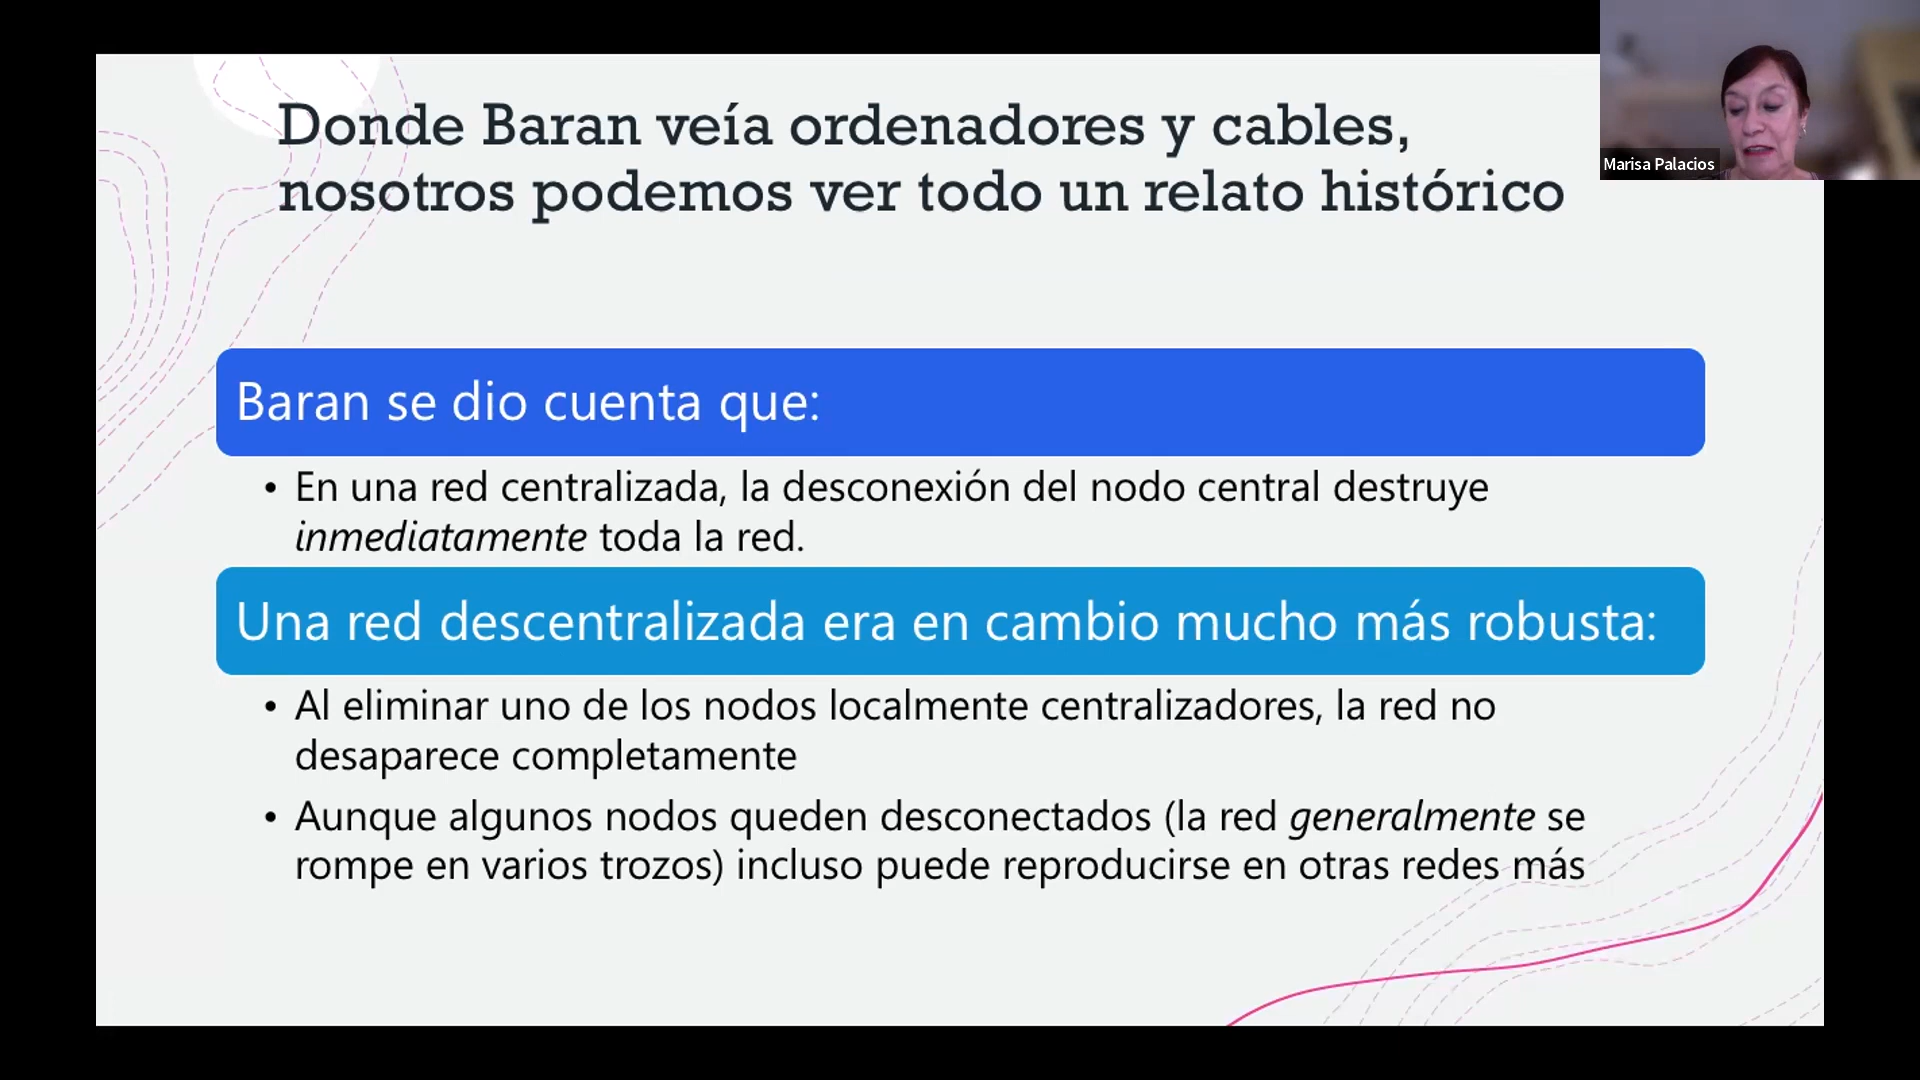 Donde Baran veía ordenadores y cables,
nosotros podemos ver todo un relato histórico
Marisa Palacios
Baran se dio cuenta que:
• En una red centralizada, la desconexión del nodo central destruye
inmediatamente toda la red.
Una red descentralizada era en cambio mucho más robusta:
• Al eliminar uno de los nodos localmente centralizadores, la red no
desaparece completamente
• Aunque algunos nodos queden desconectados (la red generalmente se
rompe en varios trozos) incluso puede reproducirse en otras redes más